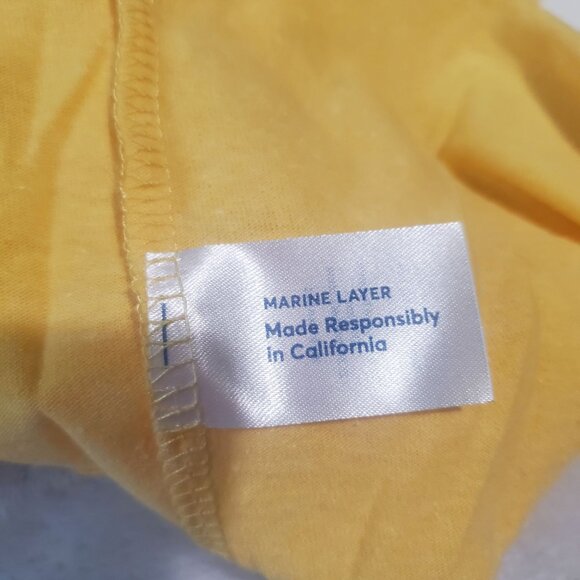 MARINE LAYER
Made Responsibly
in California